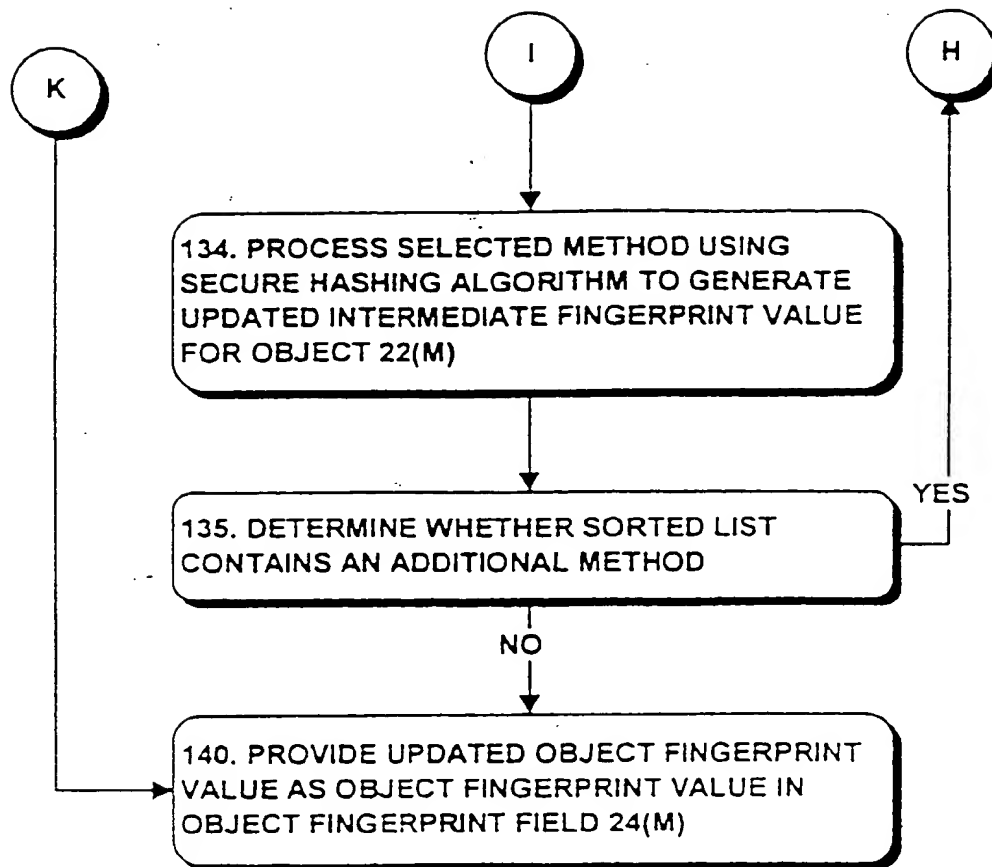 K
I
H
134. PROCESS SELECTED METHOD USING
SECURE HASHING ALGORITHM TO GENERATE
UPDATED INTERMEDIATE FINGERPRINT VALUE
FOR OBJECT 22(M)
YES
135. DETERMINE WHETHER SORTED LIST
CONTAINS AN ADDITIONAL METHOD
NO
140. PROVIDE UPDATED OBJECT FINGERPRINT
VALUE AS OBJECT FINGERPRINT VALUE IN
OBJECT FINGERPRINT FIELD 24(M)